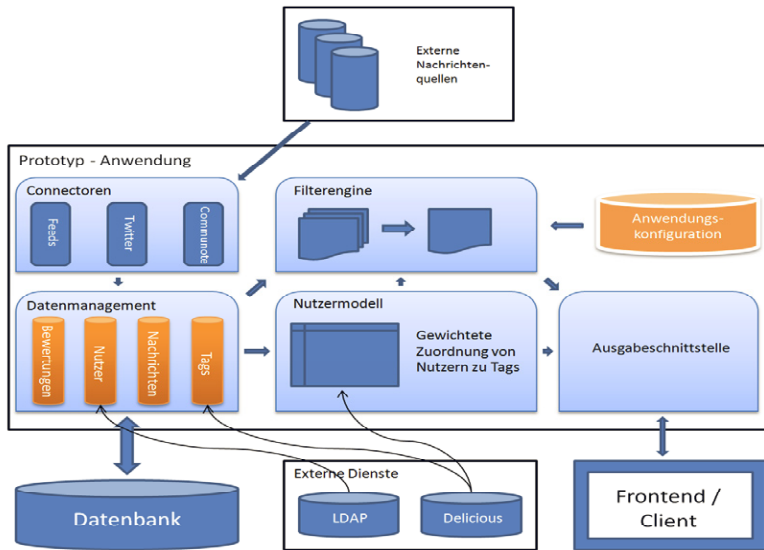 Externe
Nachrichten-
quellen
Prototyp - Anwendung
Connectoren
Feeds
Twitter
Communote
Filterengine
Anwendungs-
konfiguration
Datenmanagement
Bewertungen
Nutzer
Nachrichten
Tags
Nutzermodell
Gewichtete
Zuordnung von
Nutzern zu Tags
Ausgabeschnittstelle
Datenbank
Externe Dienste
LDAP
Delicious
Frontend /
Client